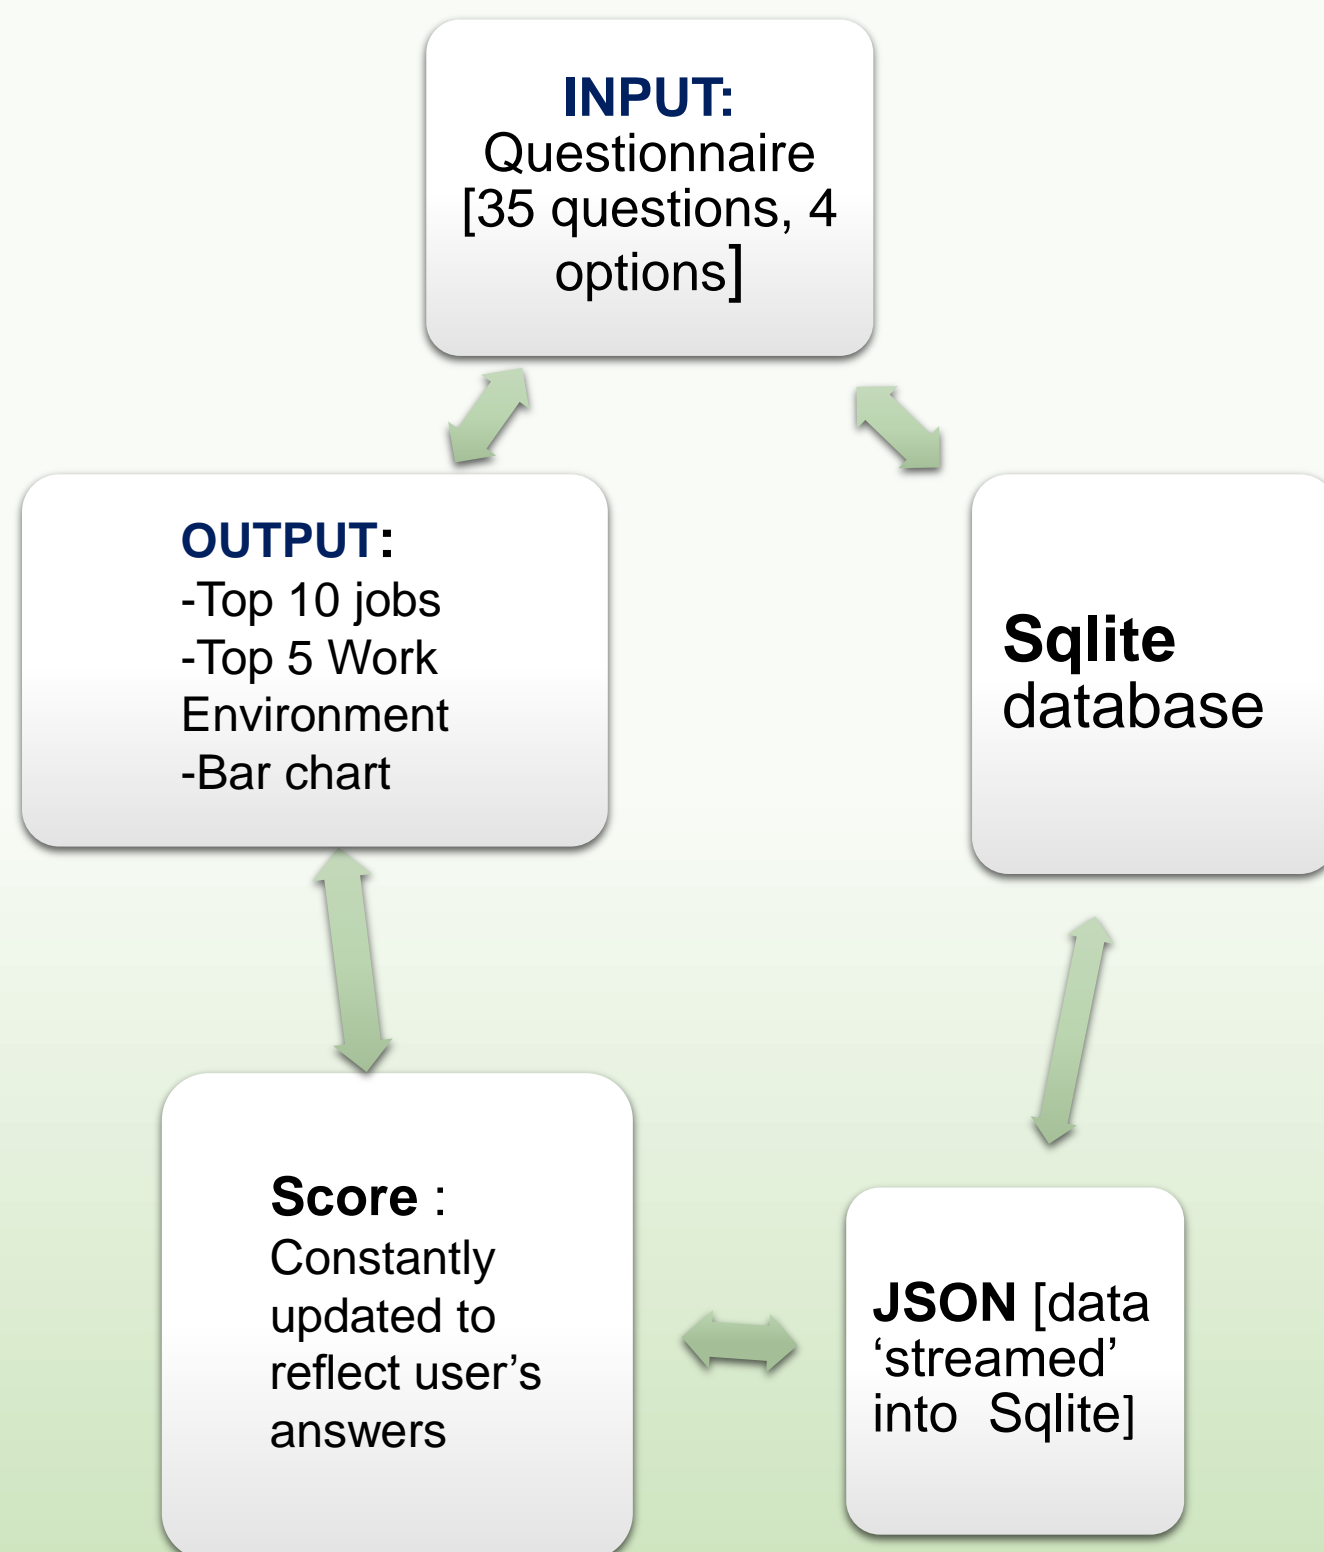 INPUT:
Questionnaire
[35 questions, 4
options]
OUTPUT:
-Top 10 jobs
-Top 5 Work
Environment
-Bar chart
Sqlite
database
Score :
Constantly
updated to
reflect user’s
answers
JSON [data
‘streamed’
into Sqlite]